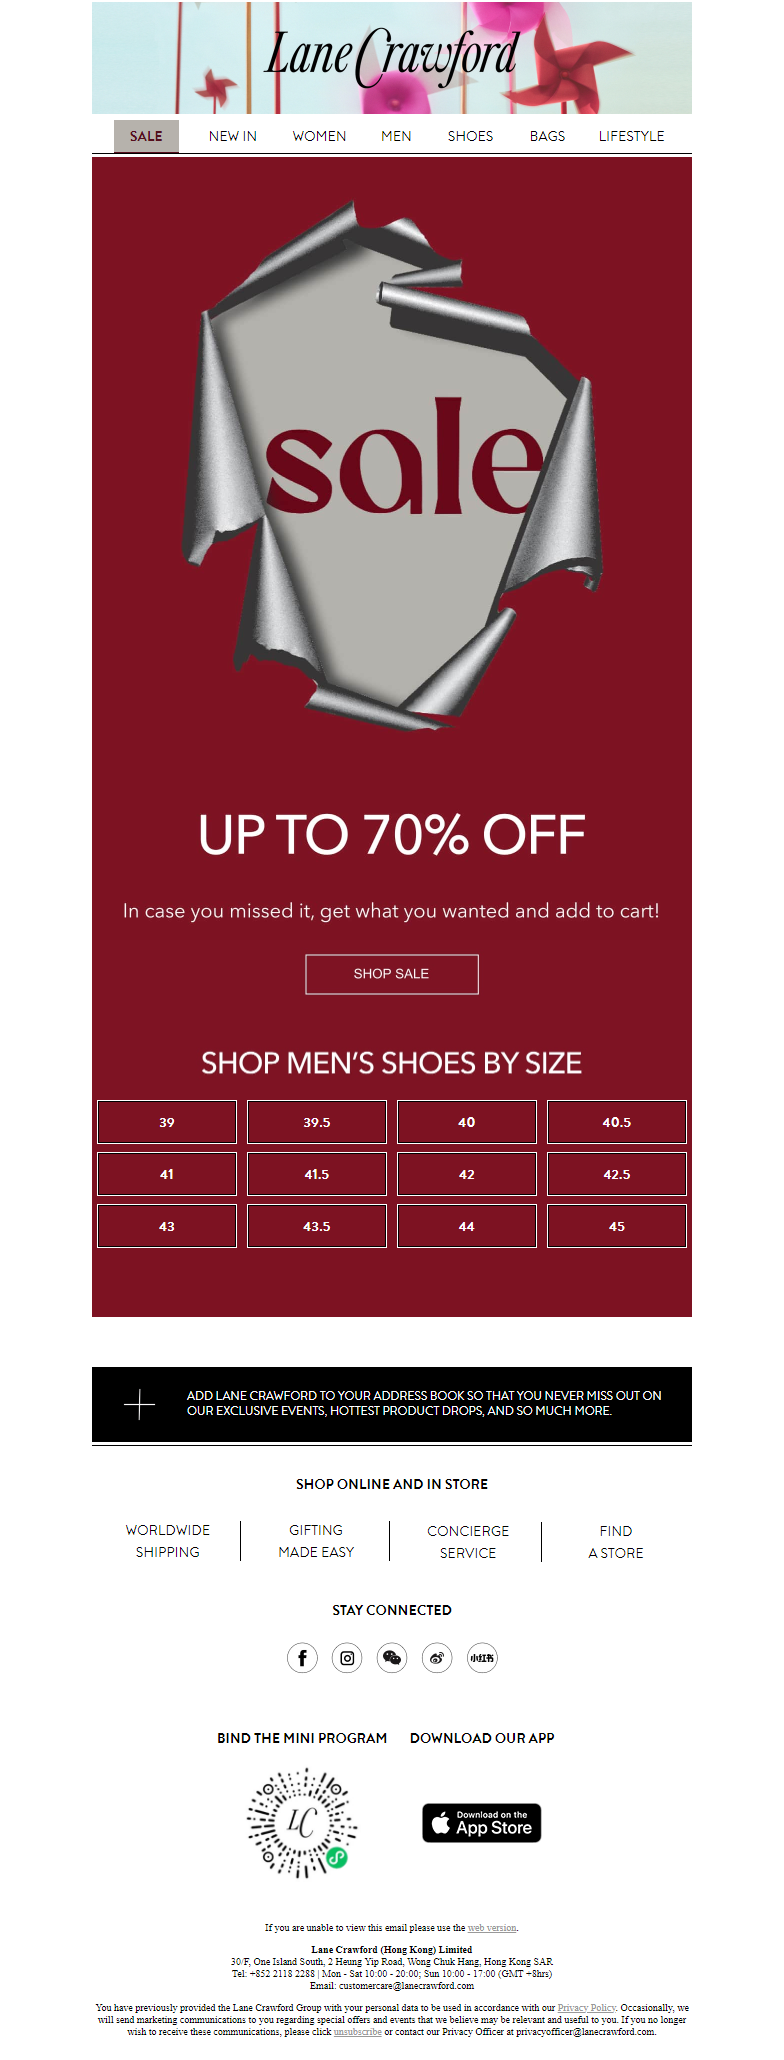 Lane Crawford
SALE NEW IN WOMEN MEN SHOES BAGS LIFESTYLE
sale
UP TO 70% OFF
In case you missed it, get what you wanted and add to cart!
SHOP SALE
SHOP MEN'S SHOES BY SIZE
39 39.5 40 40.5
41 41.5 42 42.5
43 43.5 44 45
ADD LANE CRAWFORD TO YOUR ADDRESS BOOK SO THAT YOU NEVER MISS OUT ON
OUR EXCLUSIVE EVENTS, HOTTEST PRODUCT DROPS, AND SO MUCH MORE.
SHOP ONLINE AND IN STORE
WORLDWIDE
SHIPPING
GIFTING
MADE EASY
CONCIERGE
SERVICE
FIND
A STORE
STAY CONNECTED
小红书
BIND THE MINI PROGRAM
DOWNLOAD OUR APP
LC
Download on the
App Store
If you are unable to view this email please use the web version.
Lane Crawford (Hong Kong) Limited
30/F, One Island South, 2 Heung Yip Road, Wong Chuk Hang, Hong Kong SAR
Tel: +852 2118 2288 | Mon - Sat 10:00 - 20:00; Sun 10:00 - 17:00 (GMT +8hrs)
Email: customercare@lanecrawford.com
You have previously provided the Lane Crawford Group with your personal data to be used in accordance with our Privacy Policy. Occasionally, we
will send marketing communications to you regarding special offers and events that we believe may be relevant and useful to you. If you no longer
wish to receive these communications, please click unsubscribe or contact our Privacy Officer at privacyofficer@lanecrawford.com.